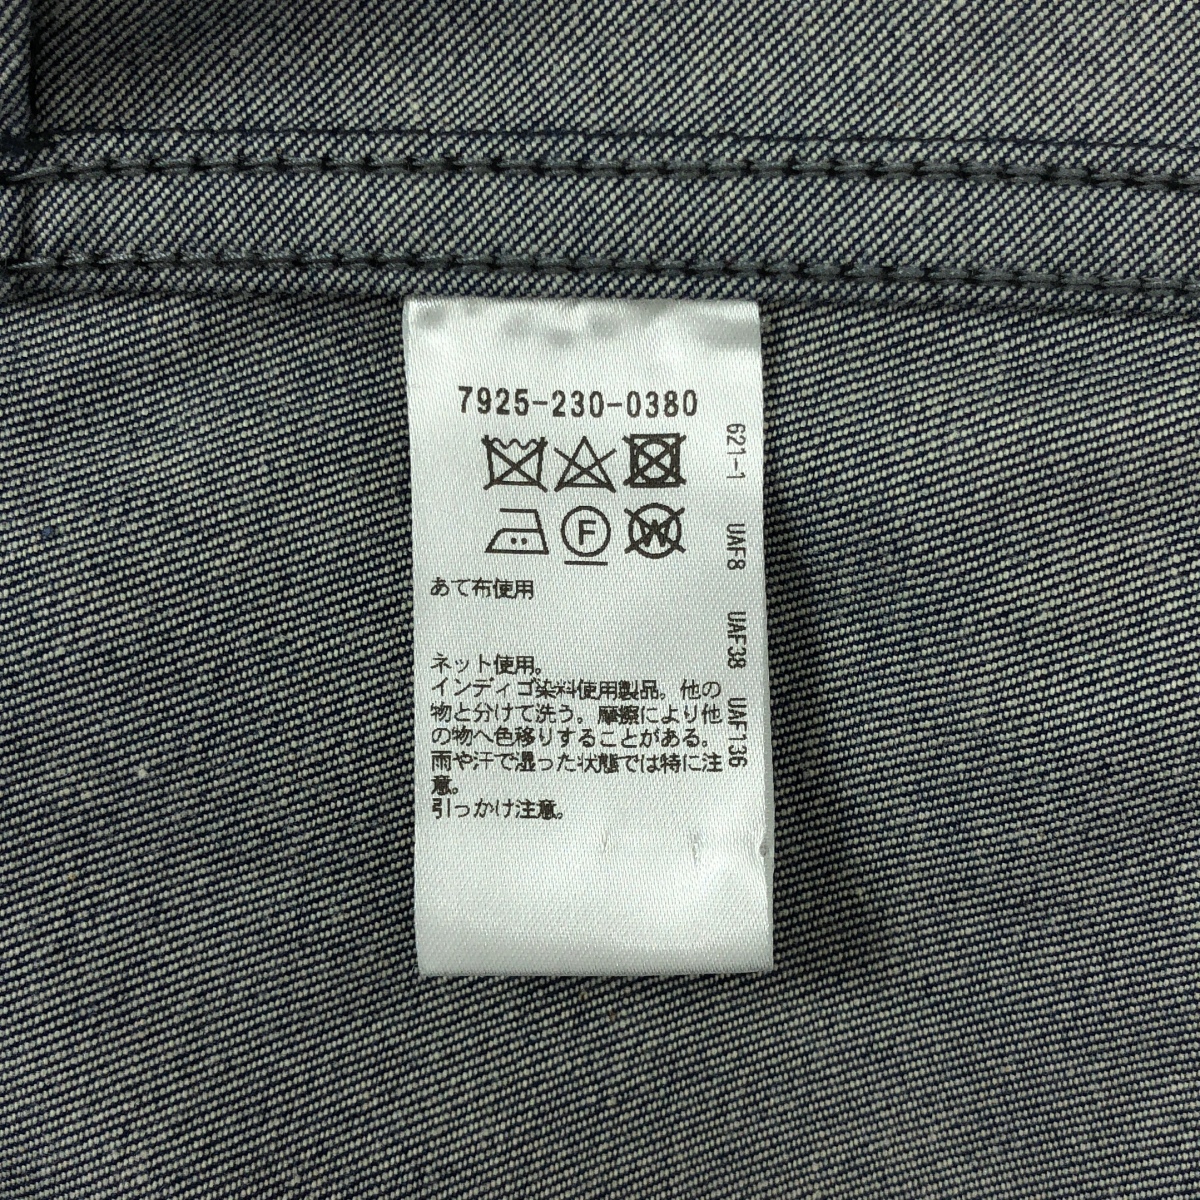 7925-230-0380
F
W
あて布使用
ネット使用。
インディゴ染料使用製品。他の
物と分けて洗う。摩擦により他
の物へ色移りすることがある。
雨や汗で湿った状態では特に注
意。
引っかけ注意。
621-1 UAF8 UAF38 UAF136